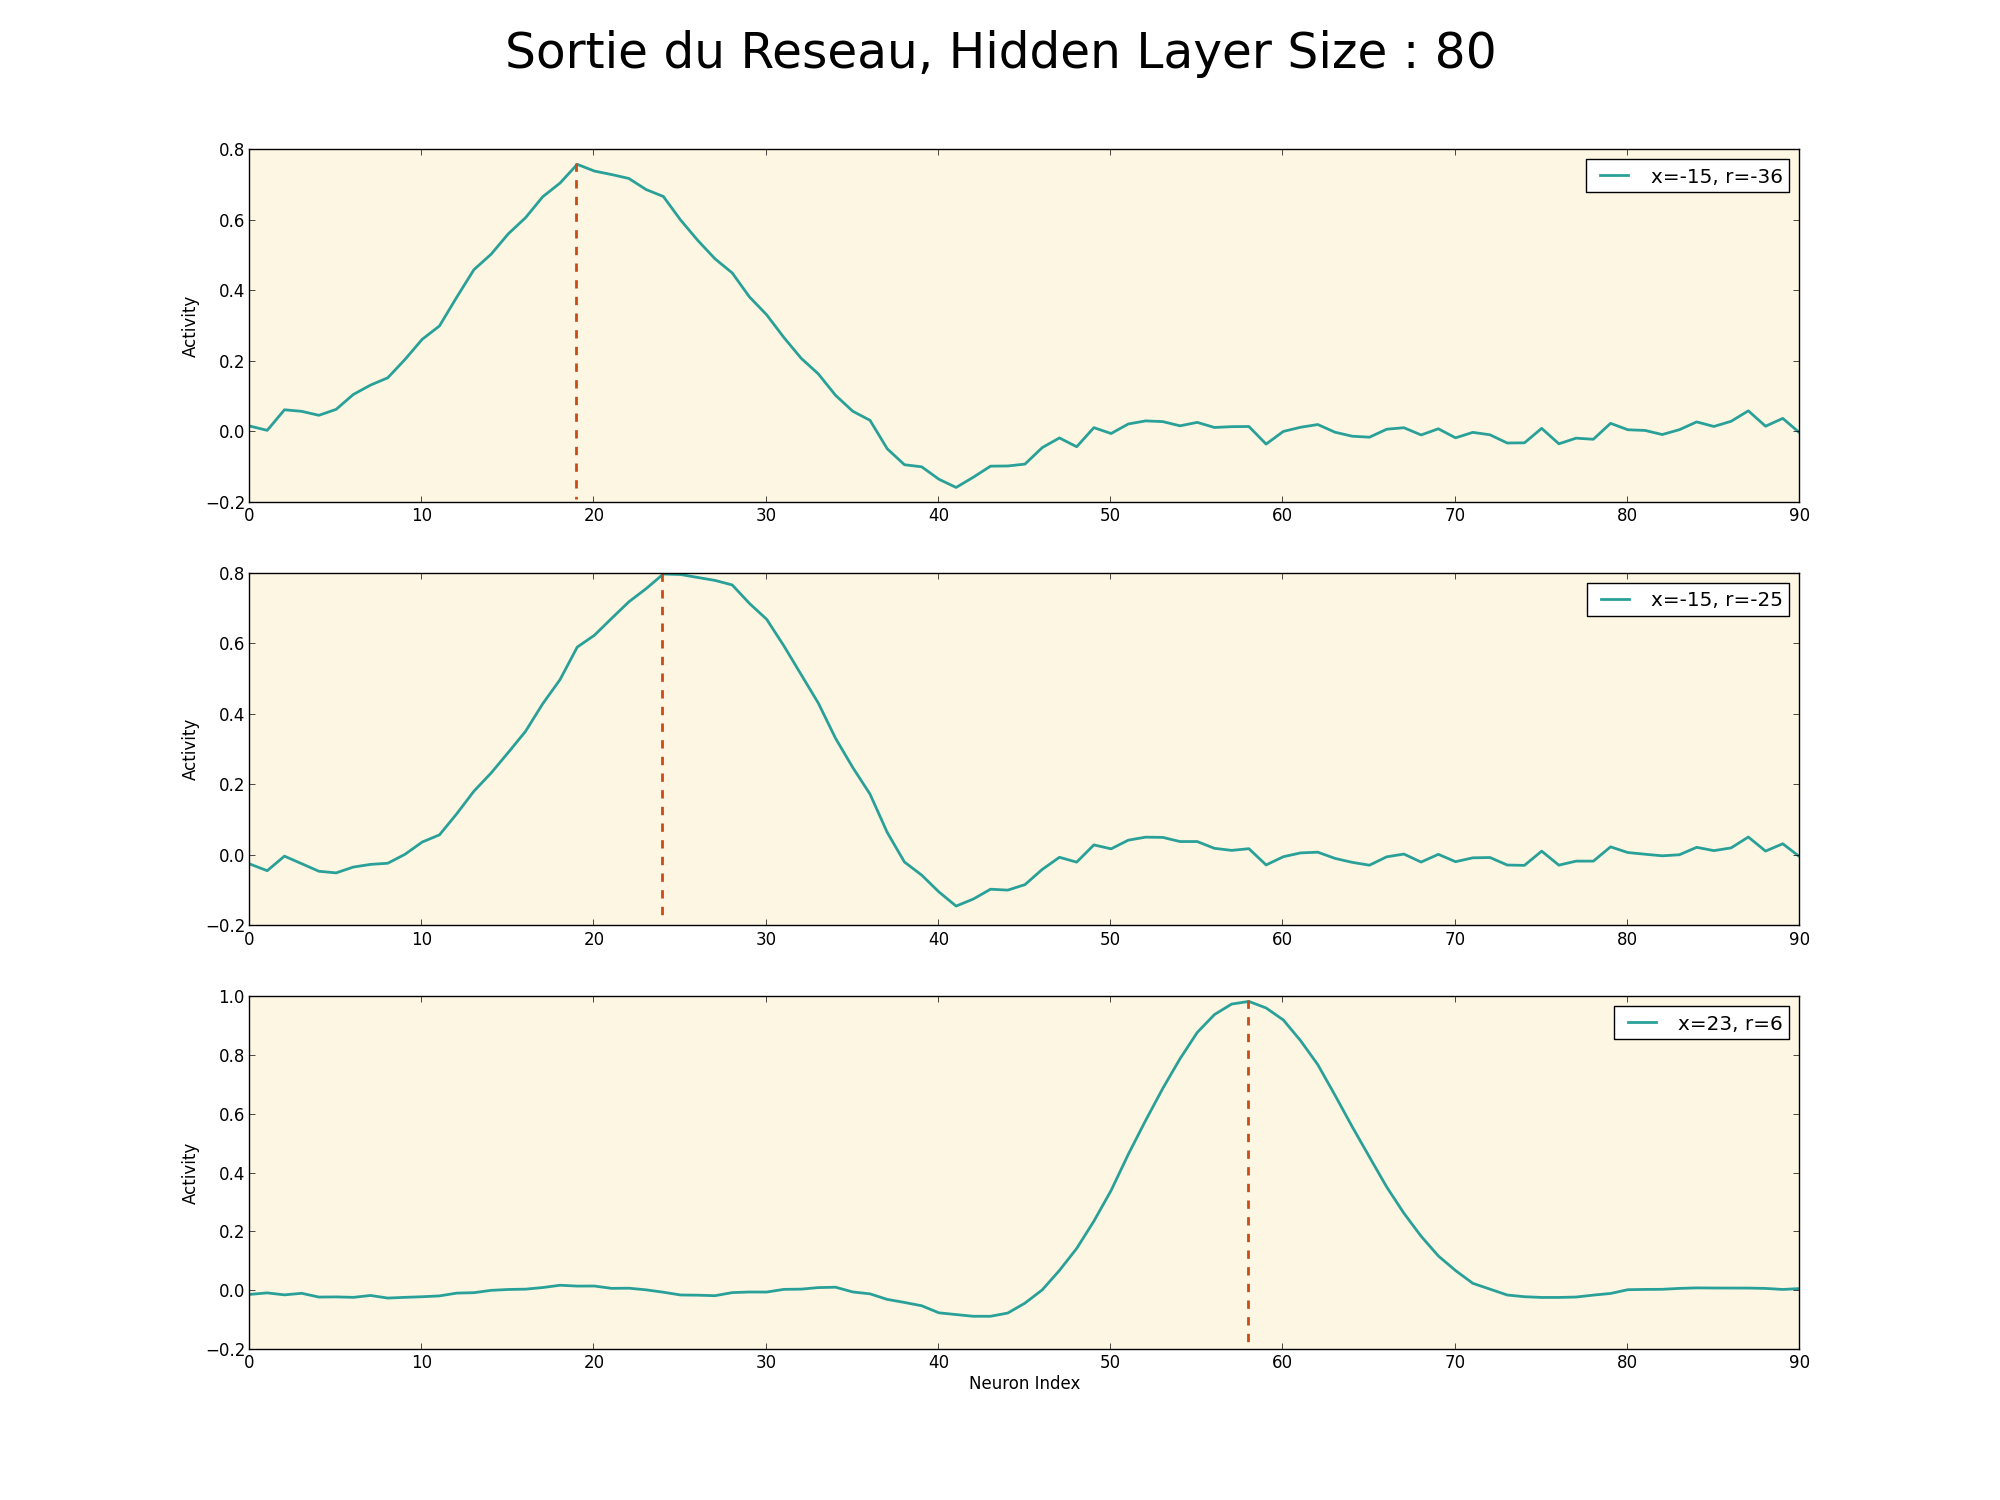 Sortie du Reseau, Hidden Layer Size : 80
0.8
0.6
0.4
0.2
0.0
−0.2
Activity
x=-15, r=-36
0 10 20 30 40 50 60 70 80 90
0.8
0.6
0.4
0.2
0.0
−0.2
Activity
x=-15, r=-25
0 10 20 30 40 50 60 70 80 90
1.0
0.8
0.6
0.4
0.2
0.0
−0.2
Activity
x=23, r=6
0 10 20 30 40 50 60 70 80 90
Neuron Index